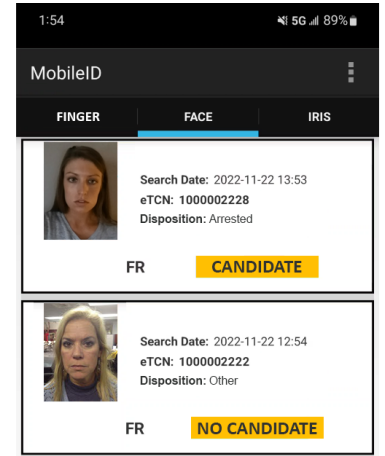 1:54 5G 89%
MobileID
FINGER FACE IRIS
Search Date: 2022-11-22 13:53
eTCN: 1000002228
Disposition: Arrested
FR CANDIDATE
Search Date: 2022-11-22 12:54
eTCN: 1000002222
Disposition: Other
FR NO CANDIDATE